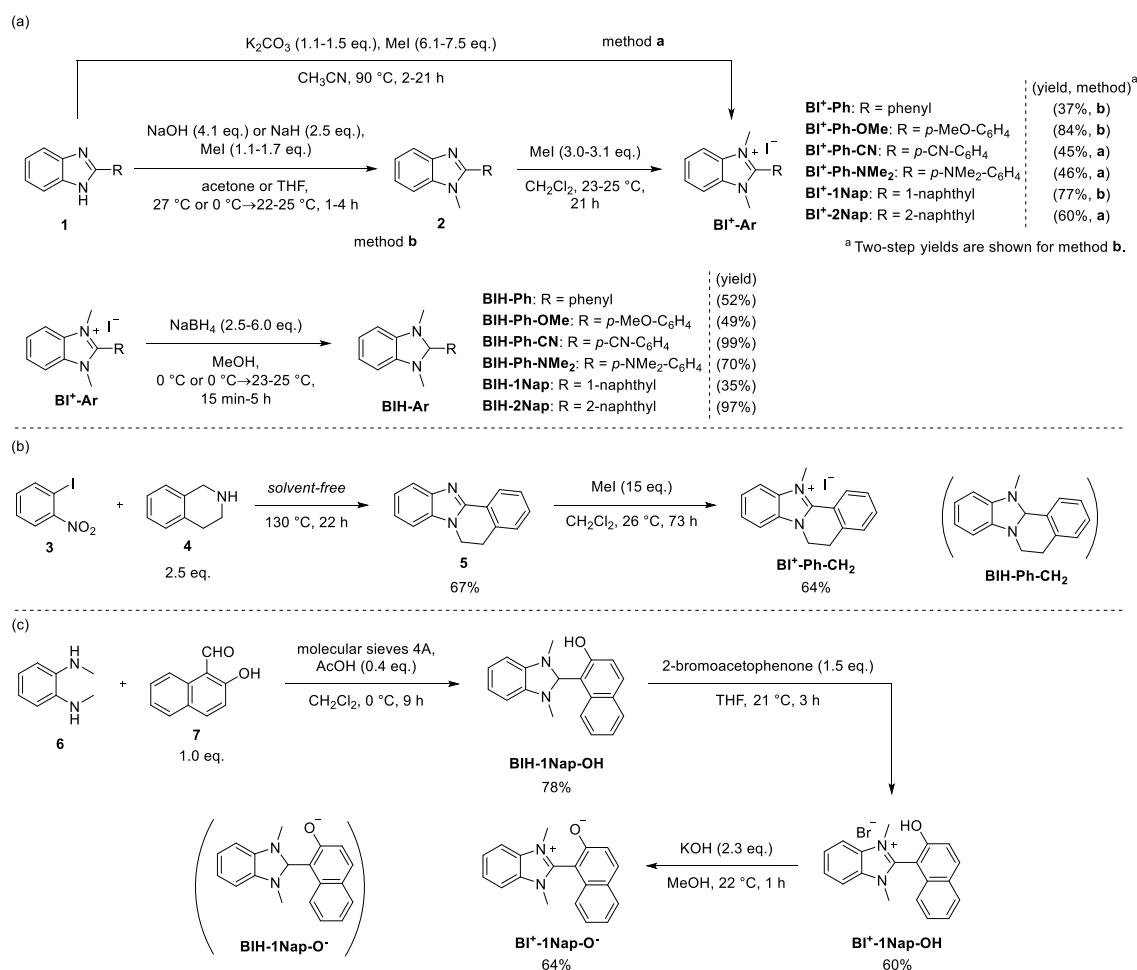 (a)
K2CO3 (1.1-1.5 eq.), MeI (6.1-7.5 eq.)
method a
CH3CN, 90 °C, 2-21 h
N
N
H
R
1
NaOH (4.1 eq.) or NaH (2.5 eq.),
MeI (1.1-1.7 eq.)
acetone or THF,
27 °C or 0 °C→22-25 °C, 1-4 h
method b
N
N
R
2
MeI (3.0-3.1 eq.)
CH2Cl2, 23-25 °C,
21 h
N + I−
N
R
BI+-Ar
(yield, method)a
BI+-Ph: R = phenyl (37%, b)
BI+-Ph-OMe: R = p-MeO-C6H4 (84%, b)
BI+-Ph-CN: R = p-CN-C6H4 (45%, a)
BI+-Ph-NMe2: R = p-NMe2-C6H4 (46%, a)
BI+-1Nap: R = 1-naphthyl (77%, b)
BI+-2Nap: R = 2-naphthyl (60%, a)
a Two-step yields are shown for method b.
N + I−
N
R
BI+-Ar
NaBH4 (2.5-6.0 eq.)
MeOH,
0 °C or 0 °C→23-25 °C,
15 min-5 h
N
N
R
BIH-Ar
(yield)
BIH-Ph: R = phenyl (52%)
BIH-Ph-OMe: R = p-MeO-C6H4 (49%)
BIH-Ph-CN: R = p-CN-C6H4 (99%)
BIH-Ph-NMe2: R = p-NMe2-C6H4 (70%)
BIH-1Nap: R = 1-naphthyl (35%)
BIH-2Nap: R = 2-naphthyl (97%)
(b)
I
NO2
3
+
NH
4
2.5 eq.
solvent-free
130 °C, 22 h
N
N
5
67%
MeI (15 eq.)
CH2Cl2, 26 °C, 73 h
N + I−
N
BI+-Ph-CH2
64%
N
N
BIH-Ph-CH2
(c)
H
N
N
H
6
+
CHO
OH
7
1.0 eq.
molecular sieves 4A,
AcOH (0.4 eq.)
CH2Cl2, 0 °C, 9 h
HO
N
N
BIH-1Nap-OH
78%
2-bromoacetophenone (1.5 eq.)
THF, 21 °C, 3 h
O−
N
N
BIH-1Nap-O-
O−
N +
N
BI+-1Nap-O-
64%
KOH (2.3 eq.)
MeOH, 22 °C, 1 h
Br− HO
N +
N
BI+-1Nap-OH
60%